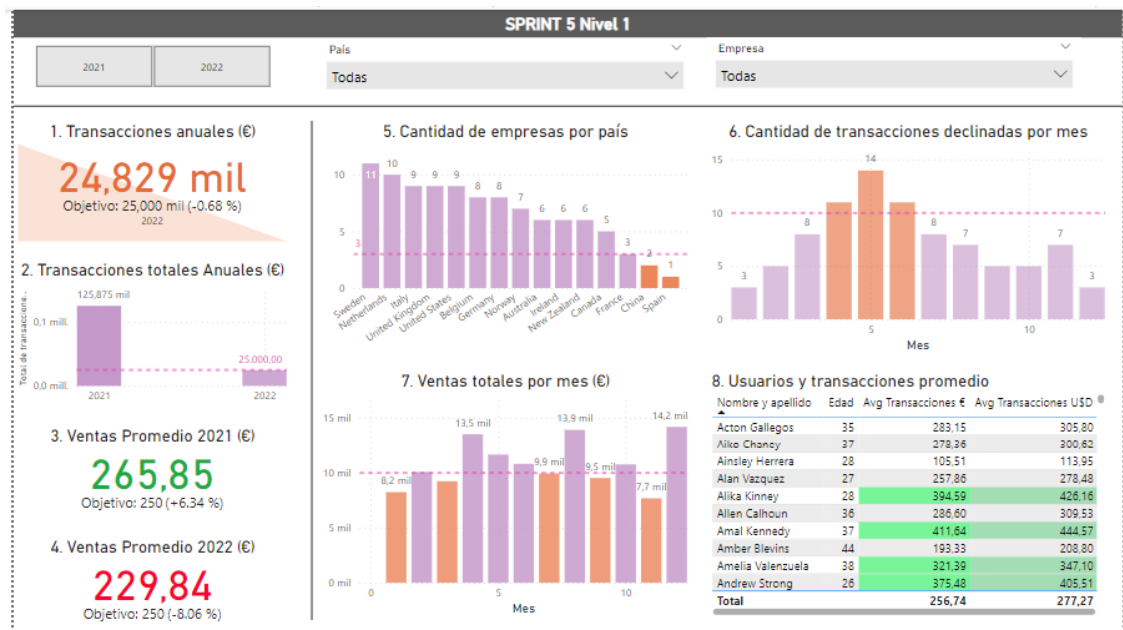 SPRINT 5 Nivel 1
2021
2022
País
Todas
Empresa
Todas
1. Transacciones anuales (€)
24,829 mil
Objetivo: 25,000 mil (-0.68 %)
2022
2. Transacciones totales Anuales (€)
Total de transaccione...
125,875 mil
0,1 mill.
25.000,00
0,0 mill.
2021 2022
3. Ventas Promedio 2021 (€)
265,85
Objetivo: 250 (+6.34 %)
4. Ventas Promedio 2022 (€)
229,84
Objetivo: 250 (-8.06 %)
5. Cantidad de empresas por país
10
5
0
3
11 10 9 9 9 8 8 7 6 6 6 5 3 2 1
Sweden
Netherlands
Italy
United Kingdom
United States
Belgium
Germany
Norway
Australia
Ireland
New Zealand
Canada
France
China
Spain
7. Ventas totales por mes (€)
15 mil
10 mil
5 mil
0 mil
8,2 mil 13,5 mil 9,9 mil 13,9 mil 9,5 mil 7,7 mil 14,2 mil
0 5 10
Mes
6. Cantidad de transacciones declinadas por mes
15
10
5
0
3 8 14 8 7 7 3
5 10
Mes
8. Usuarios y transacciones promedio
Nombre y apellido Edad Avg Transacciones € Avg Transacciones U$D
Acton Gallegos 35 283,15 305,80
Aiko Chaney 37 278,36 300,62
Ainsley Herrera 28 105,51 113,95
Alan Vazquez 27 257,86 278,48
Alika Kinney 28 394,59 426,16
Allen Calhoun 36 286,60 309,53
Amal Kennedy 37 411,64 444,57
Amber Blevins 44 193,33 208,80
Amelia Valenzuela 38 321,39 347,10
Andrew Strong 26 375,48 405,51
Total 256,74 277,27